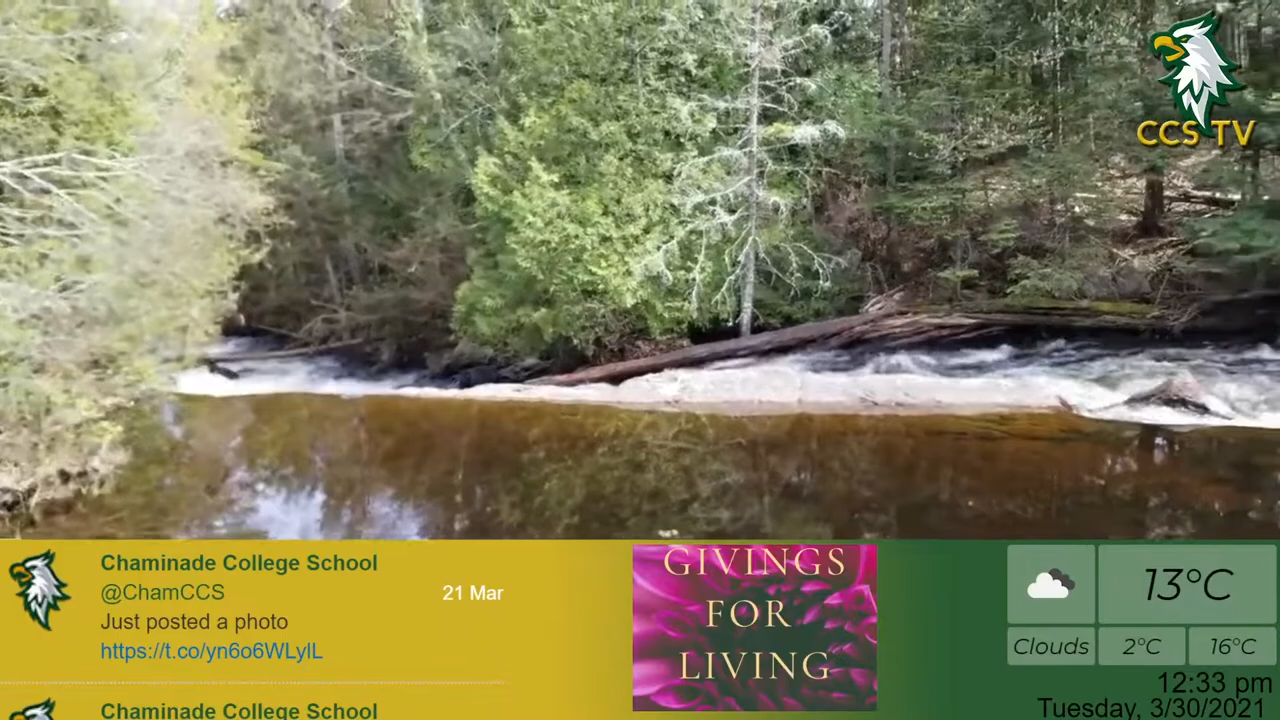 CCS TV
Chaminade College School
@ChamCCS
21 Mar
Just posted a photo
https://t.co/yn6o6WLylL
Chaminade College School
GIVINGS
FOR
LIVING
13°C
Clouds
2°C
16°C
12:33 pm
Tuesday, 3/30/2021